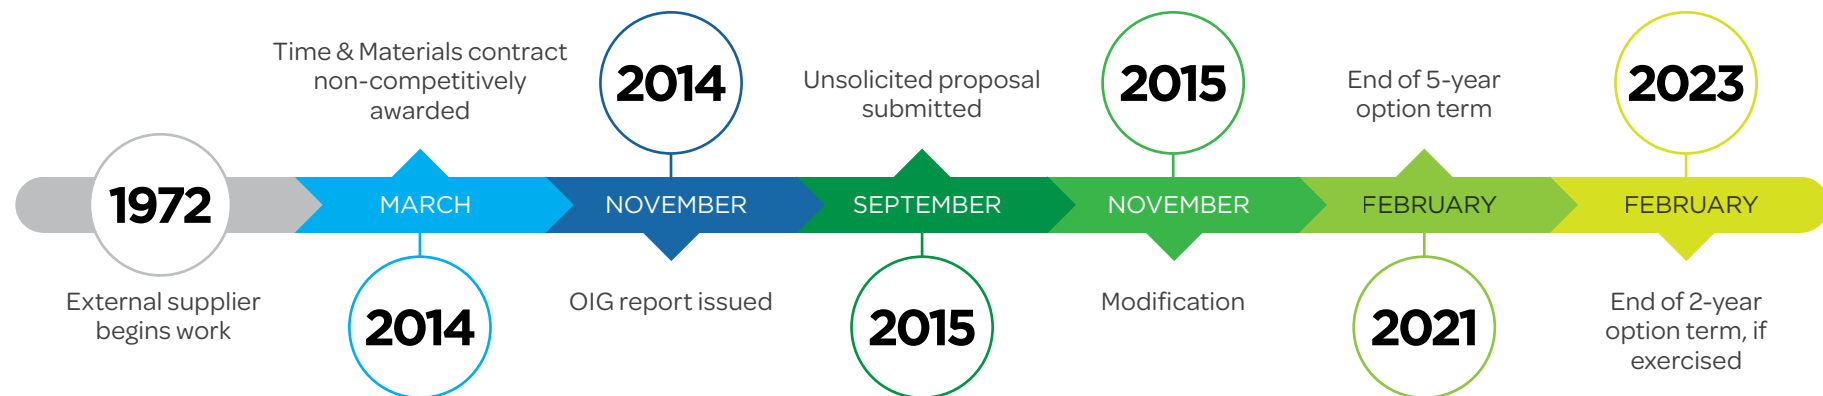 1972
External supplier
begins work
Time & Materials contract
non-competitively
awarded
MARCH
2014
2014
NOVEMBER
OIG report issued
Unsolicited proposal
submitted
SEPTEMBER
2015
2015
NOVEMBER
Modification
End of 5-year
option term
FEBRUARY
2021
2023
FEBRUARY
End of 2-year
option term, if
exercised